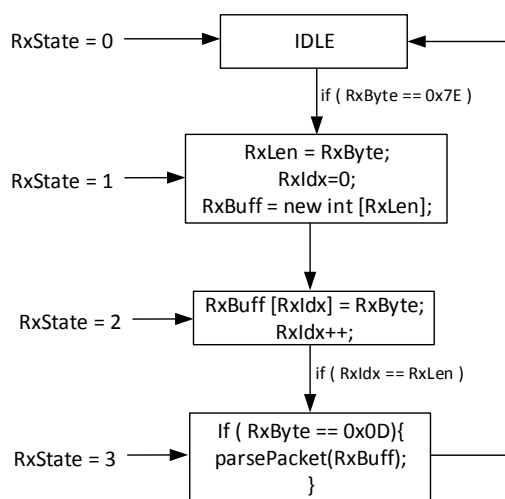 RxState = 0
IDLE
if ( RxByte == 0x7E )
RxState = 1
RxLen = RxByte;
RxIdx=0;
RxBuff = new int [RxLen];
RxState = 2
RxBuff [RxIdx] = RxByte;
RxIdx++;
if ( RxIdx == RxLen )
RxState = 3
If ( RxByte == 0x0D){
parsePacket(RxBuff);
}